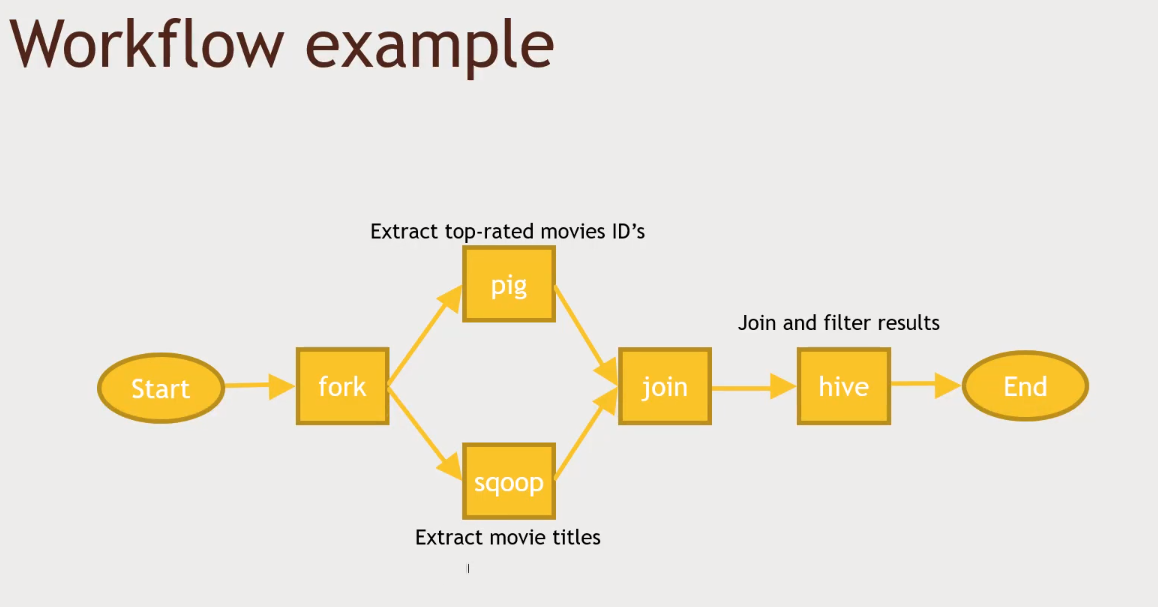 Workflow example
Extract top-rated movies ID’s
pig
Join and filter results
Start
fork
join
hive
End
sqoop
Extract movie titles